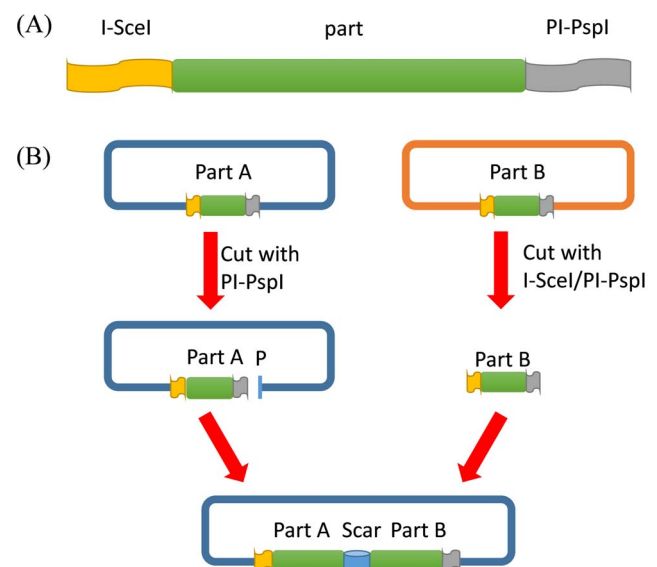 (A)
I-SceI part PI-PspI
(B)
Part A Part B
Cut with
PI-PspI
Cut with
I-SceI/PI-PspI
Part A P Part B
Part A Scar Part B